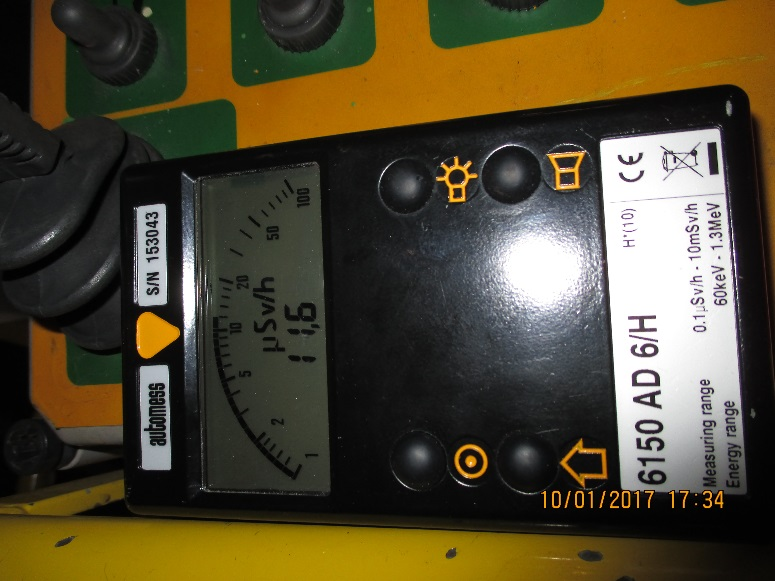 automess
S/N 153043
1 2 5 10 20 50 100
µSv/h
11,6
6150 AD 6/H
H*(10)
CE
Measuring range 0.1µSv/h - 10mSv/h
Energy range 60keV - 1.3MeV
10/01/2017 17:34